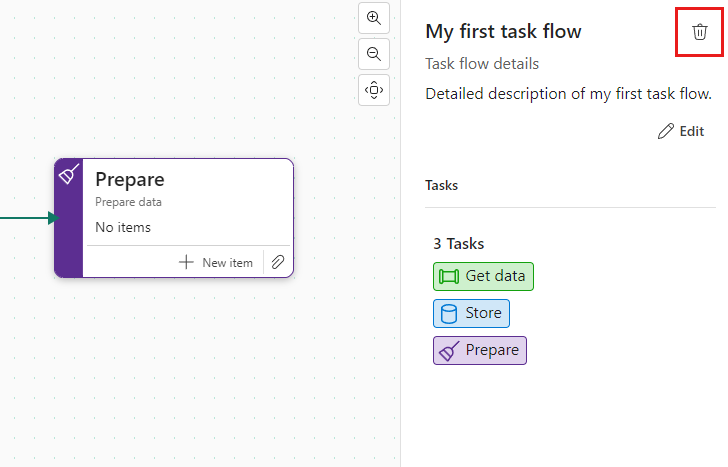 Prepare
Prepare data
No items
New item
My first task flow
Task flow details
Detailed description of my first task flow.
Edit
Tasks
3 Tasks
Get data
Store
Prepare